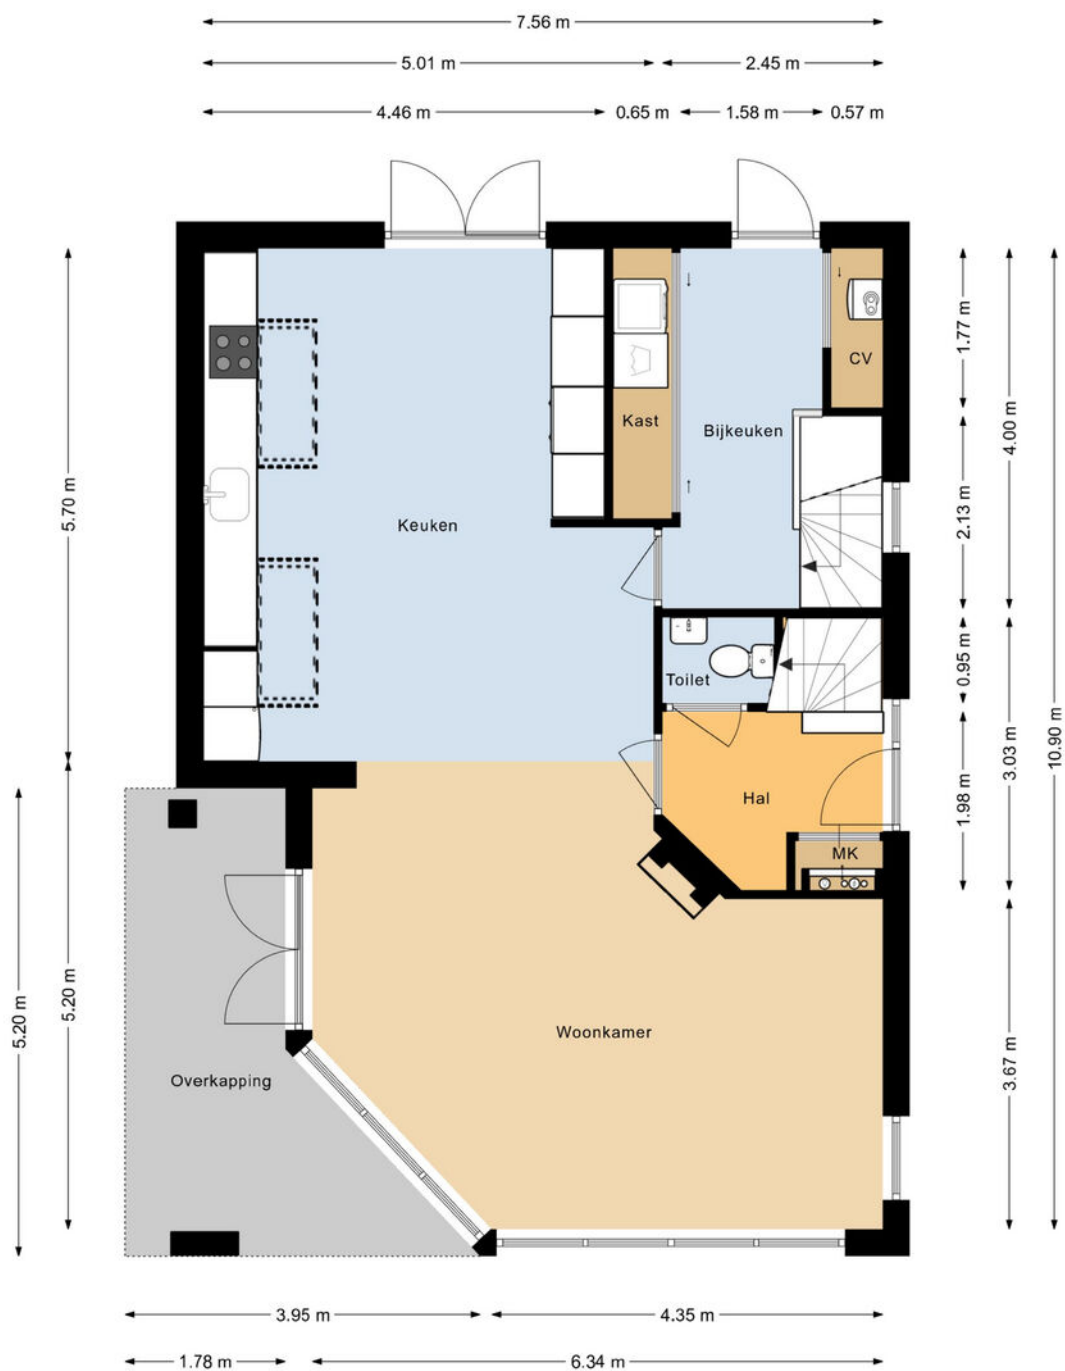 7.56 m
5.01 m
2.45 m
4.46 m
0.65 m
1.58 m
0.57 m
1.77 m
CV
Kast
Bijkeuken
4.00 m
5.70 m
2.13 m
Keuken
0.95 m
Toilet
10.90 m
3.03 m
1.98 m
Hal
MK
5.20 m
5.20 m
Woonkamer
3.67 m
Overkapping
3.95 m
4.35 m
1.78 m
6.34 m